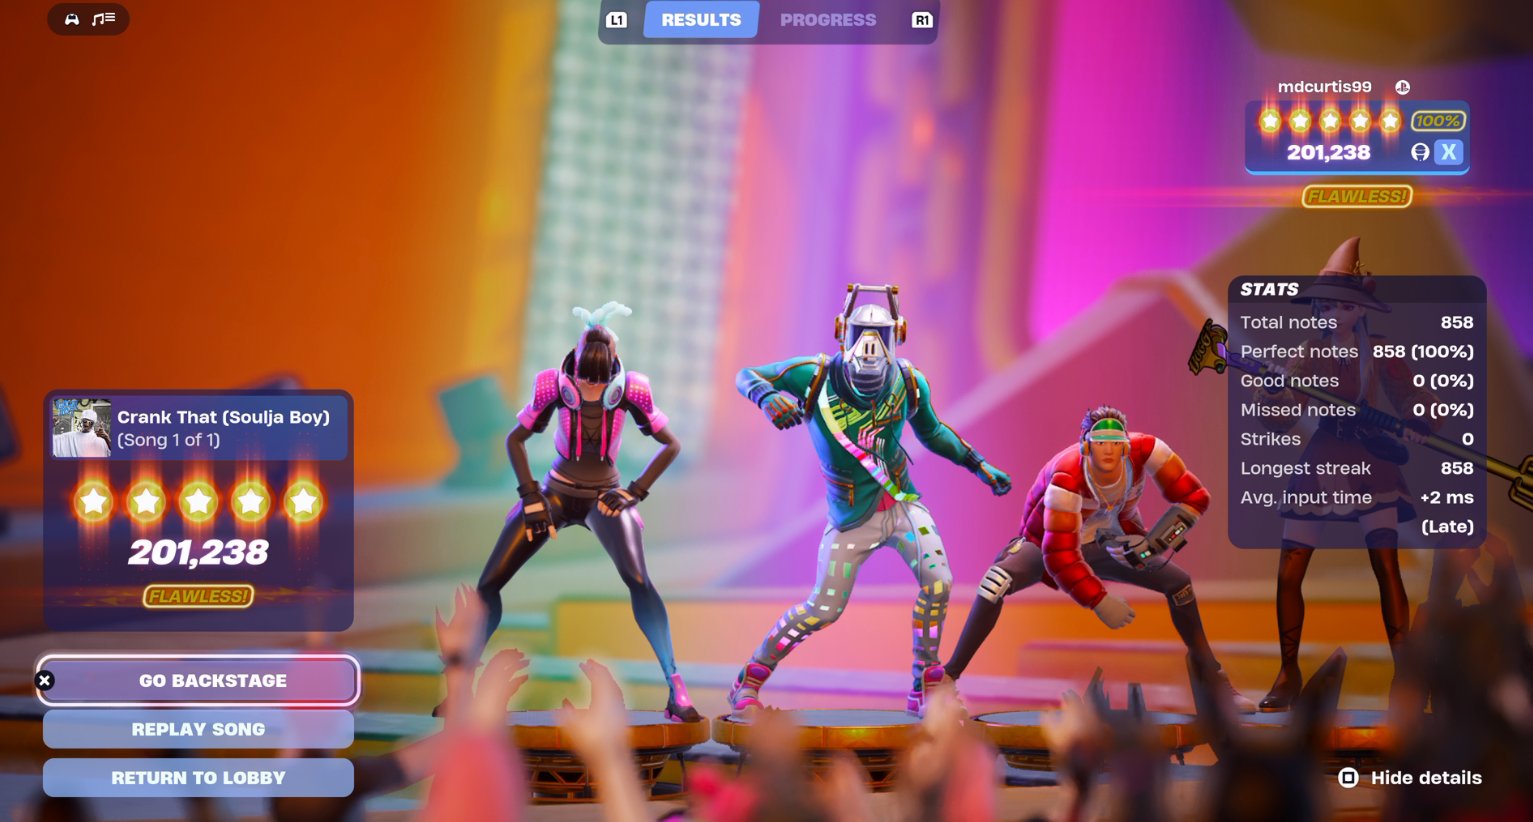 L1 RESULTS PROGRESS R1
mdcurtis99
100%
201,238
X
FLAWLESS!
STATS
Total notes 858
Perfect notes 858 (100%)
Good notes 0 (0%)
Missed notes 0 (0%)
Strikes 0
Longest streak 858
Avg. input time +2 ms
(Late)
Crank That (Soulja Boy)
(Song 1 of 1)
201,238
FLAWLESS!
GO BACKSTAGE
REPLAY SONG
RETURN TO LOBBY
Hide details